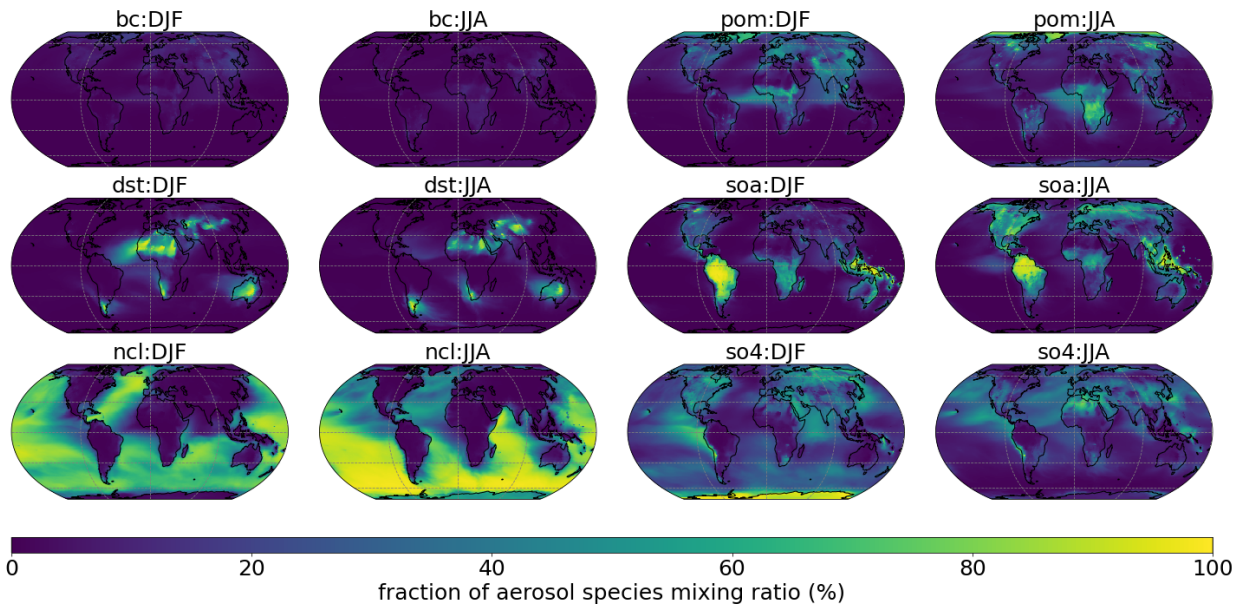 bc:DJF bc:JJA pom:DJF pom:JJA
dst:DJF dst:JJA soa:DJF soa:JJA
ncl:DJF ncl:JJA so4:DJF so4:JJA
0 20 40 60 80 100
fraction of aerosol species mixing ratio (%)